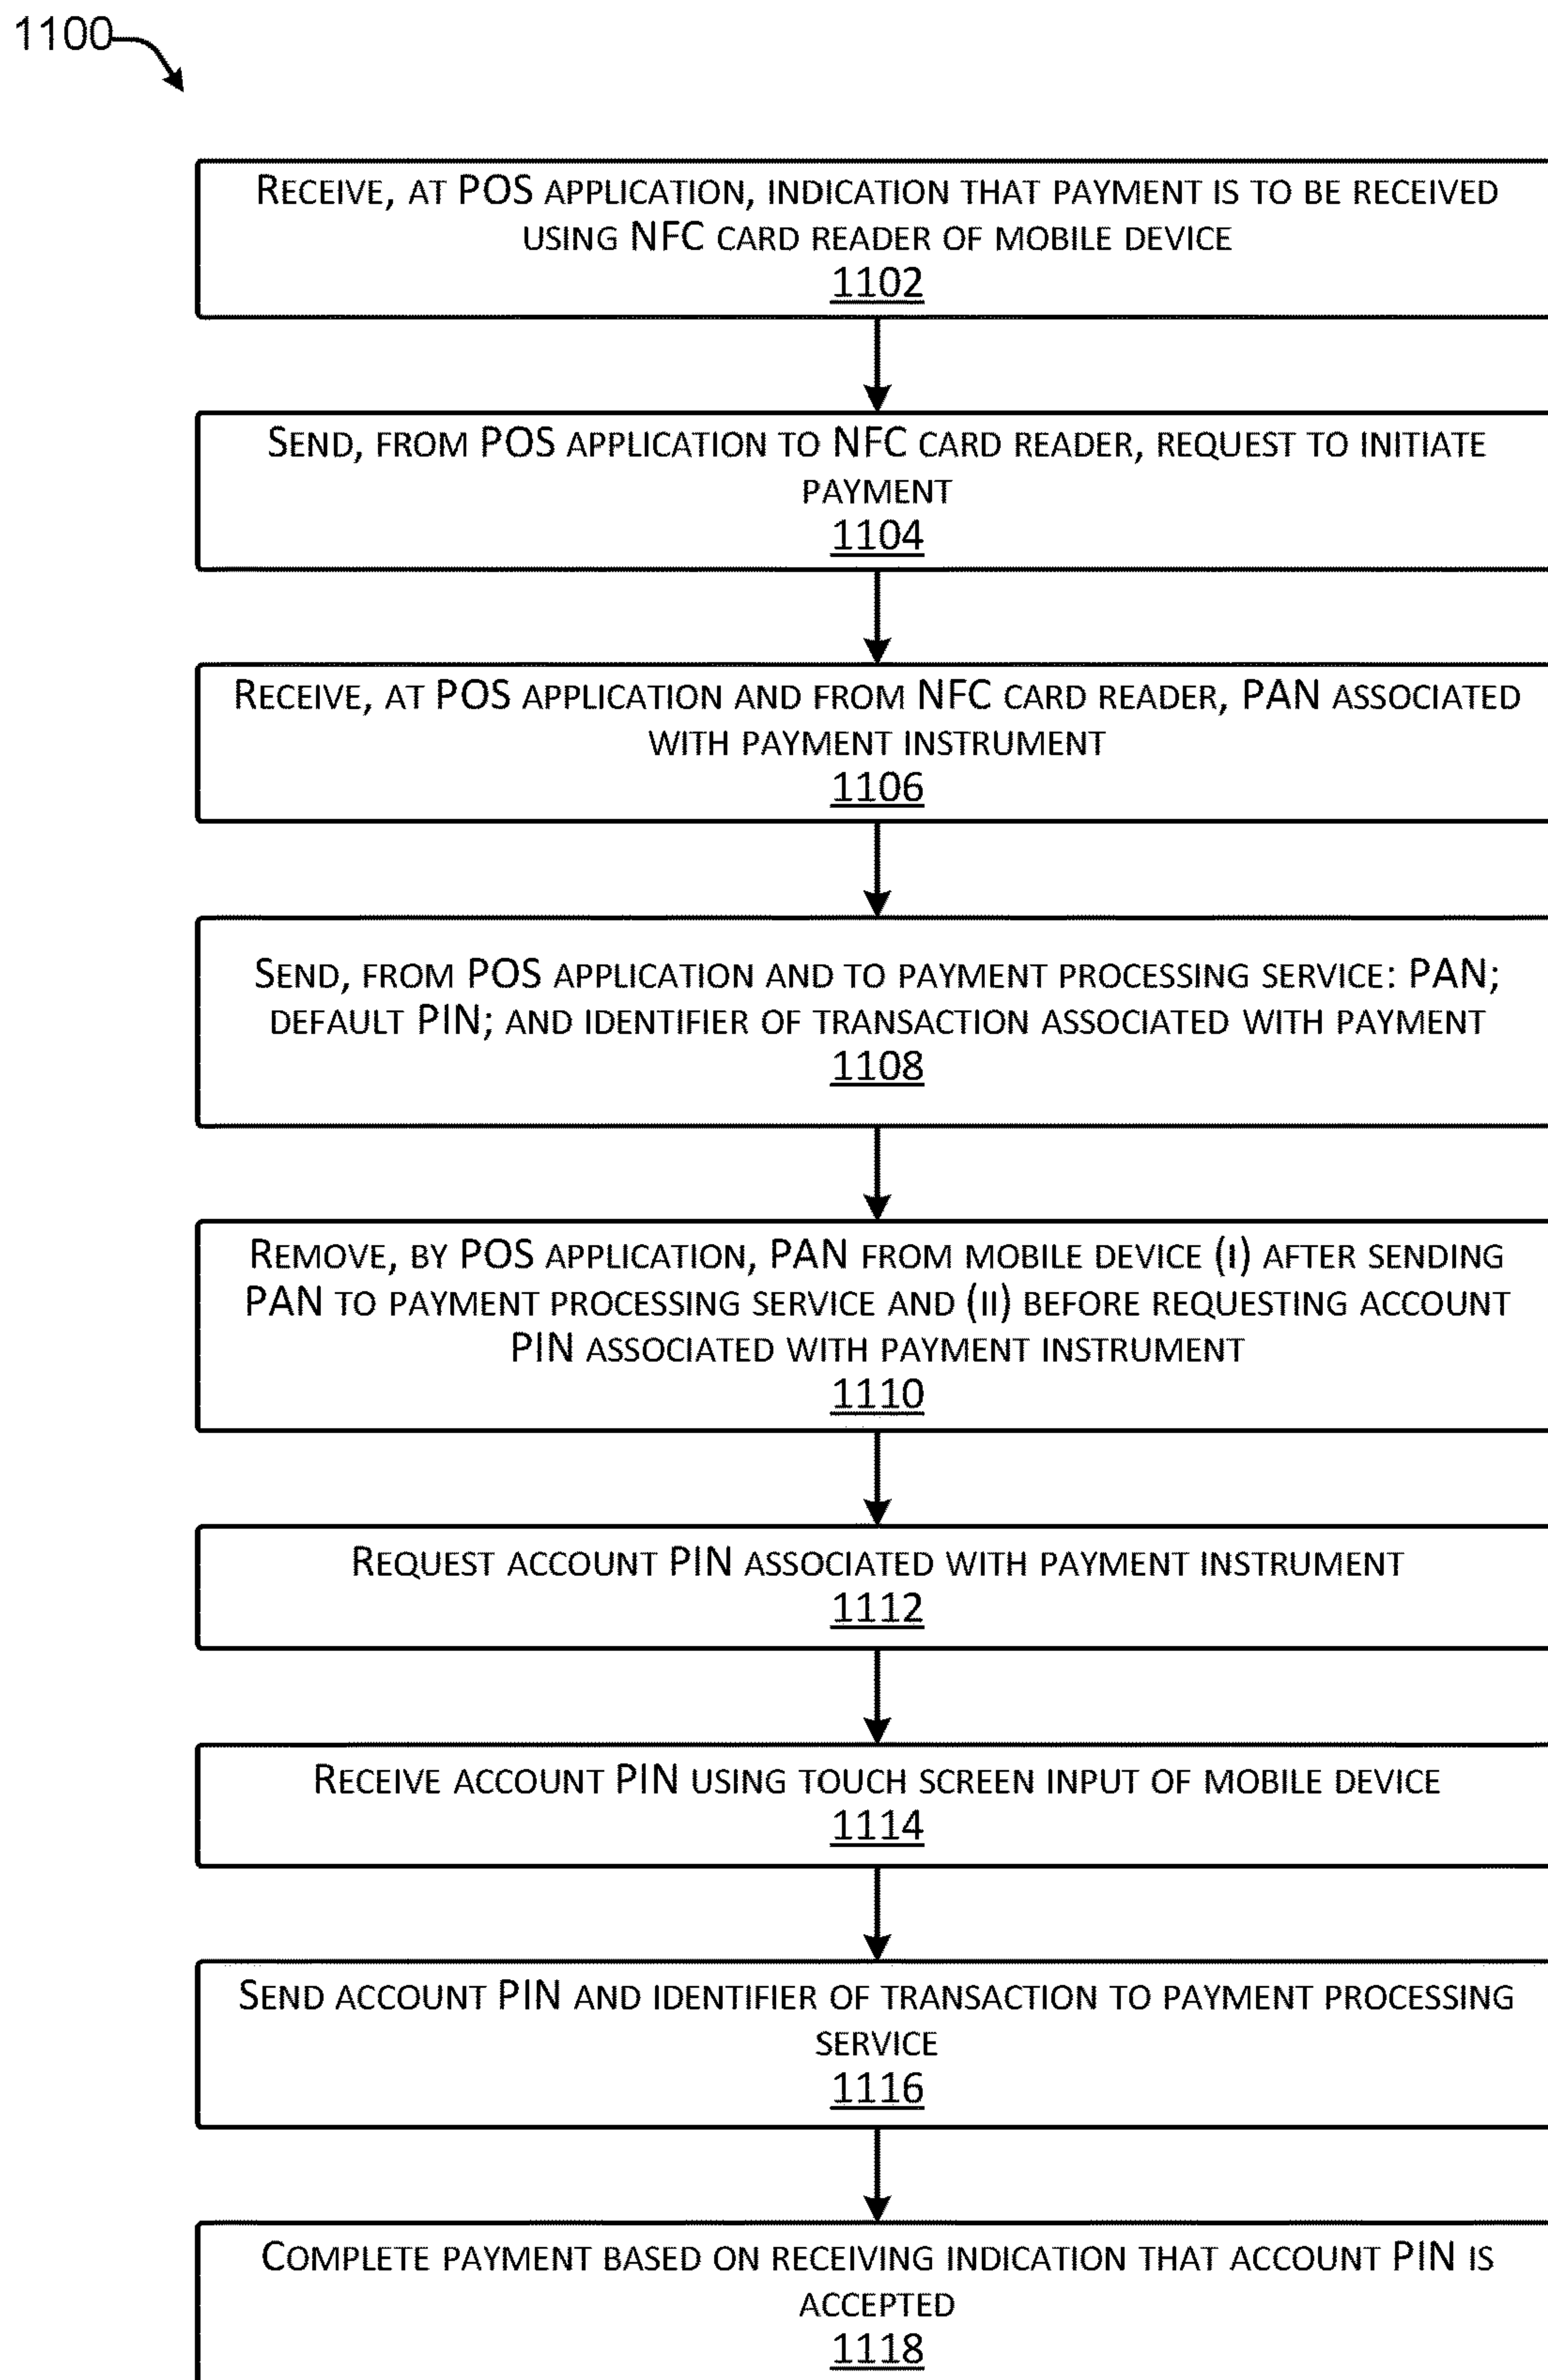 1100
RECEIVE, AT POS APPLICATION, INDICATION THAT PAYMENT IS TO BE RECEIVED
USING NFC CARD READER OF MOBILE DEVICE
1102
SEND, FROM POS APPLICATION TO NFC CARD READER, REQUEST TO INITIATE
PAYMENT
1104
RECEIVE, AT POS APPLICATION AND FROM NFC CARD READER, PAN ASSOCIATED
WITH PAYMENT INSTRUMENT
1106
SEND, FROM POS APPLICATION AND TO PAYMENT PROCESSING SERVICE: PAN;
DEFAULT PIN; AND IDENTIFIER OF TRANSACTION ASSOCIATED WITH PAYMENT
1108
REMOVE, BY POS APPLICATION, PAN FROM MOBILE DEVICE (I) AFTER SENDING
PAN TO PAYMENT PROCESSING SERVICE AND (II) BEFORE REQUESTING ACCOUNT
PIN ASSOCIATED WITH PAYMENT INSTRUMENT
1110
REQUEST ACCOUNT PIN ASSOCIATED WITH PAYMENT INSTRUMENT
1112
RECEIVE ACCOUNT PIN USING TOUCH SCREEN INPUT OF MOBILE DEVICE
1114
SEND ACCOUNT PIN AND IDENTIFIER OF TRANSACTION TO PAYMENT PROCESSING
SERVICE
1116
COMPLETE PAYMENT BASED ON RECEIVING INDICATION THAT ACCOUNT PIN IS
ACCEPTED
1118